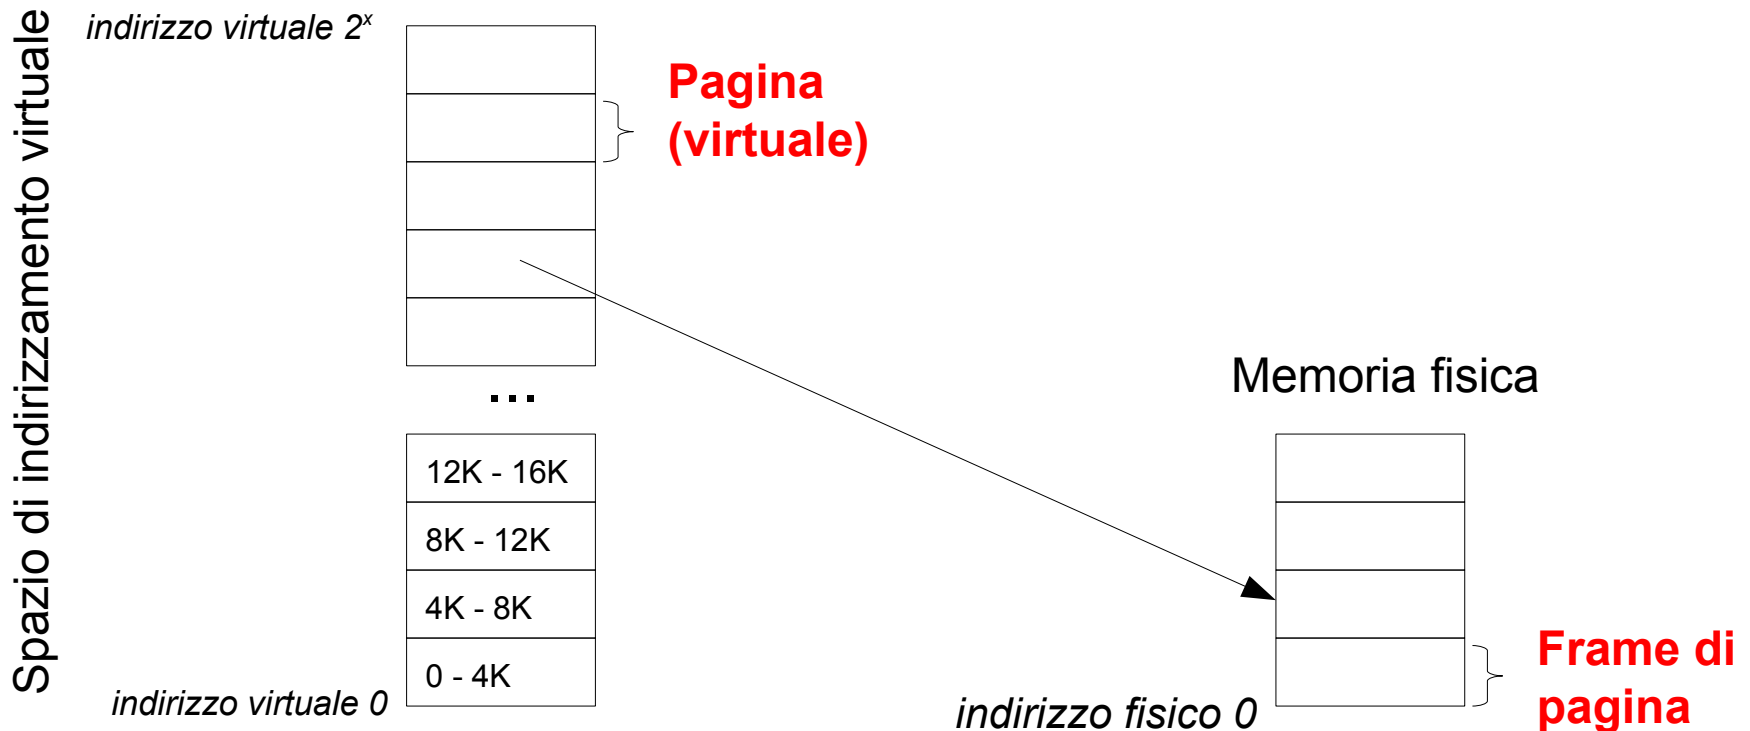 Spazio di indirizzamento virtuale
indirizzo virtuale 2ˣ
Pagina
(virtuale)
...
Memoria fisica
12K - 16K
8K - 12K
4K - 8K
0 - 4K
indirizzo virtuale 0
Frame di
pagina
indirizzo fisico 0